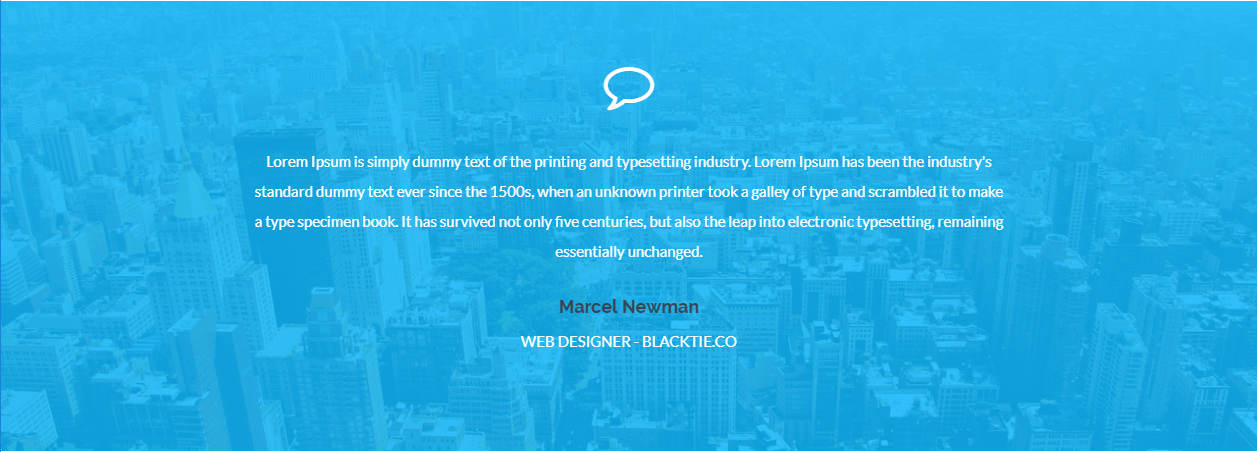 Lorem Ipsum is simply dummy text of the printing and typesetting industry. Lorem Ipsum has been the industry's
standard dummy text ever since the 1500s, when an unknown printer took a galley of type and scrambled it to make
a type specimen book. It has survived not only five centuries, but also the leap into electronic typesetting, remaining
essentially unchanged.
Marcel Newman
WEB DESIGNER - BLACKTIE.CO